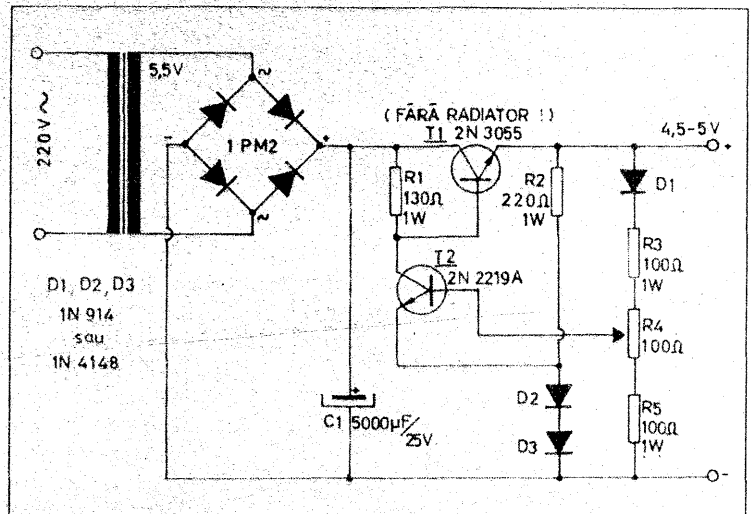 220V ~
5,5V
~
-
1 PM2
+
~
(FĂRĂ RADIATOR !)
T1 2N 3055
4,5-5V
+
R1
130Ω
1W
R2
220Ω
1W
D1
R3
100Ω
1W
T2
2N 2219A
R4
100Ω
D1, D2, D3
1N 914
sau
1N 4148
+
C1 5000µF/25V
D2
D3
R5
100Ω
1W
-